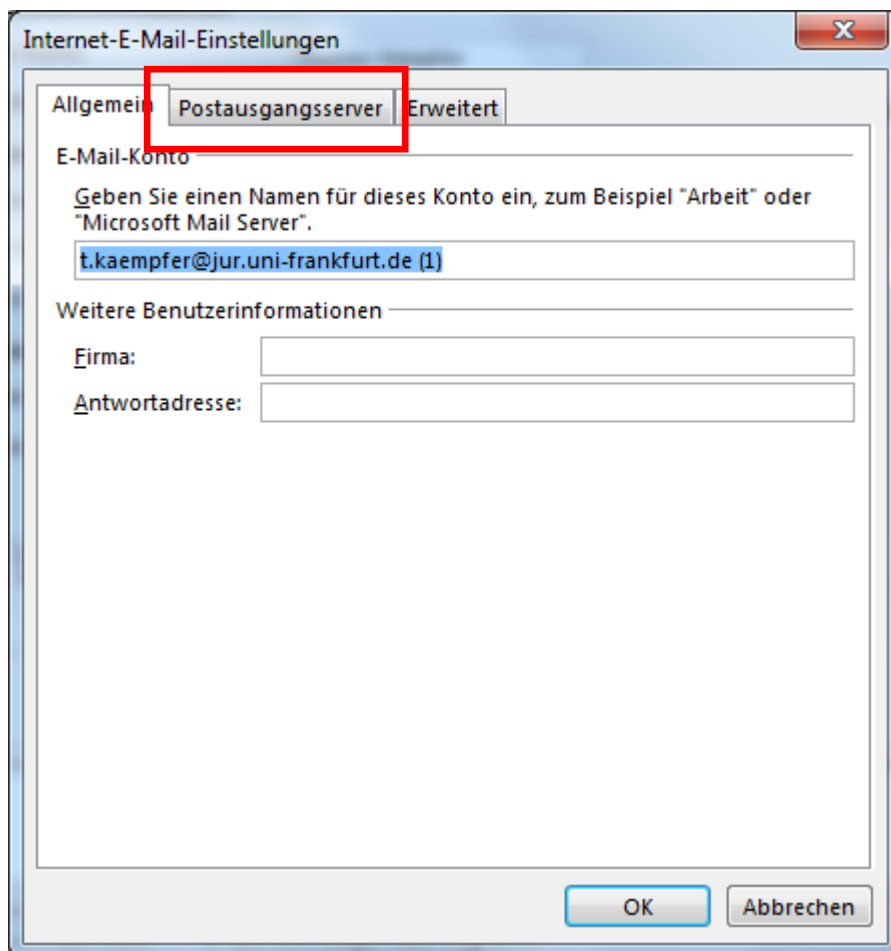 Internet-E-Mail-Einstellungen
Allgemein Postausgangsserver Erweitert
E-Mail-Konto
Geben Sie einen Namen für dieses Konto ein, zum Beispiel "Arbeit" oder
"Microsoft Mail Server".
t.kaempfer@jur.uni-frankfurt.de (1)
Weitere Benutzerinformationen
Firma:
Antwortadresse:
OK Abbrechen